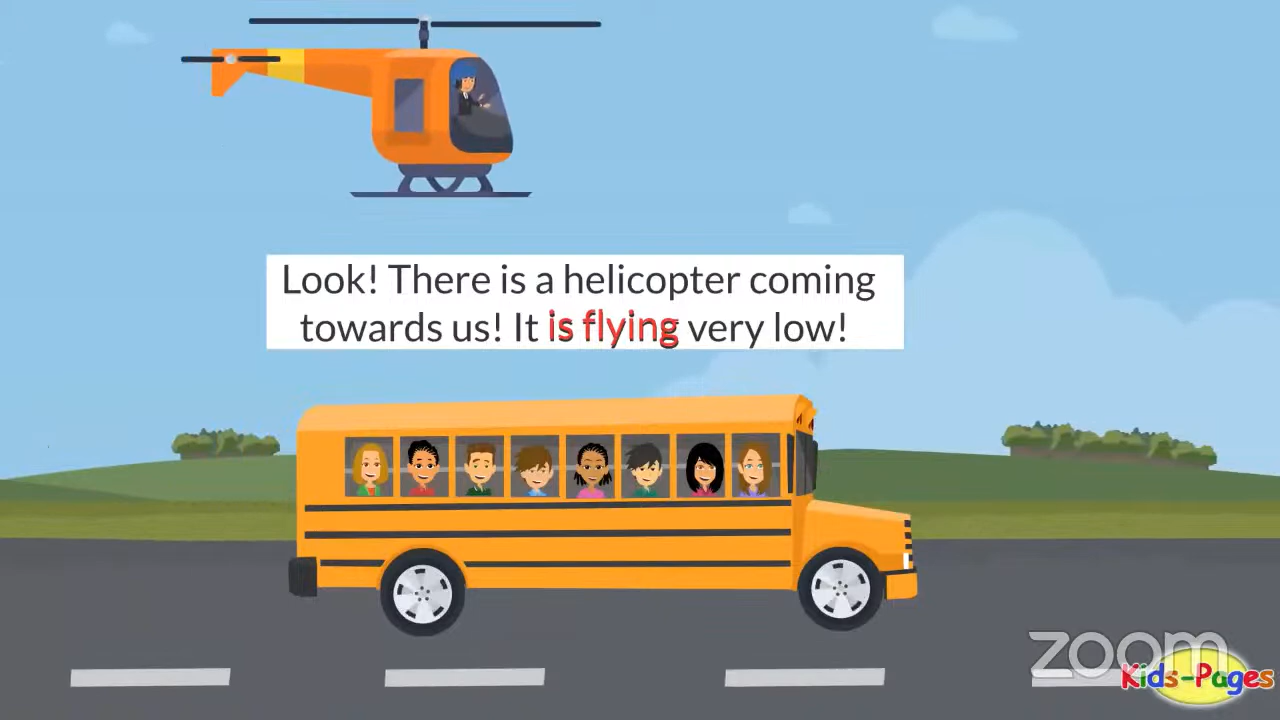 Look! There is a helicopter coming
towards us! It is flying very low!
zoom
Kids-Pages